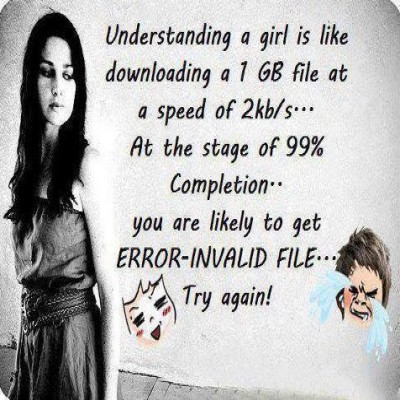 Understanding a girl is like
downloading a 1 GB file at
a speed of 2kb/s...
At the stage of 99%
Completion..
you are likely to get
ERROR-INVALID FILE...
Try again!